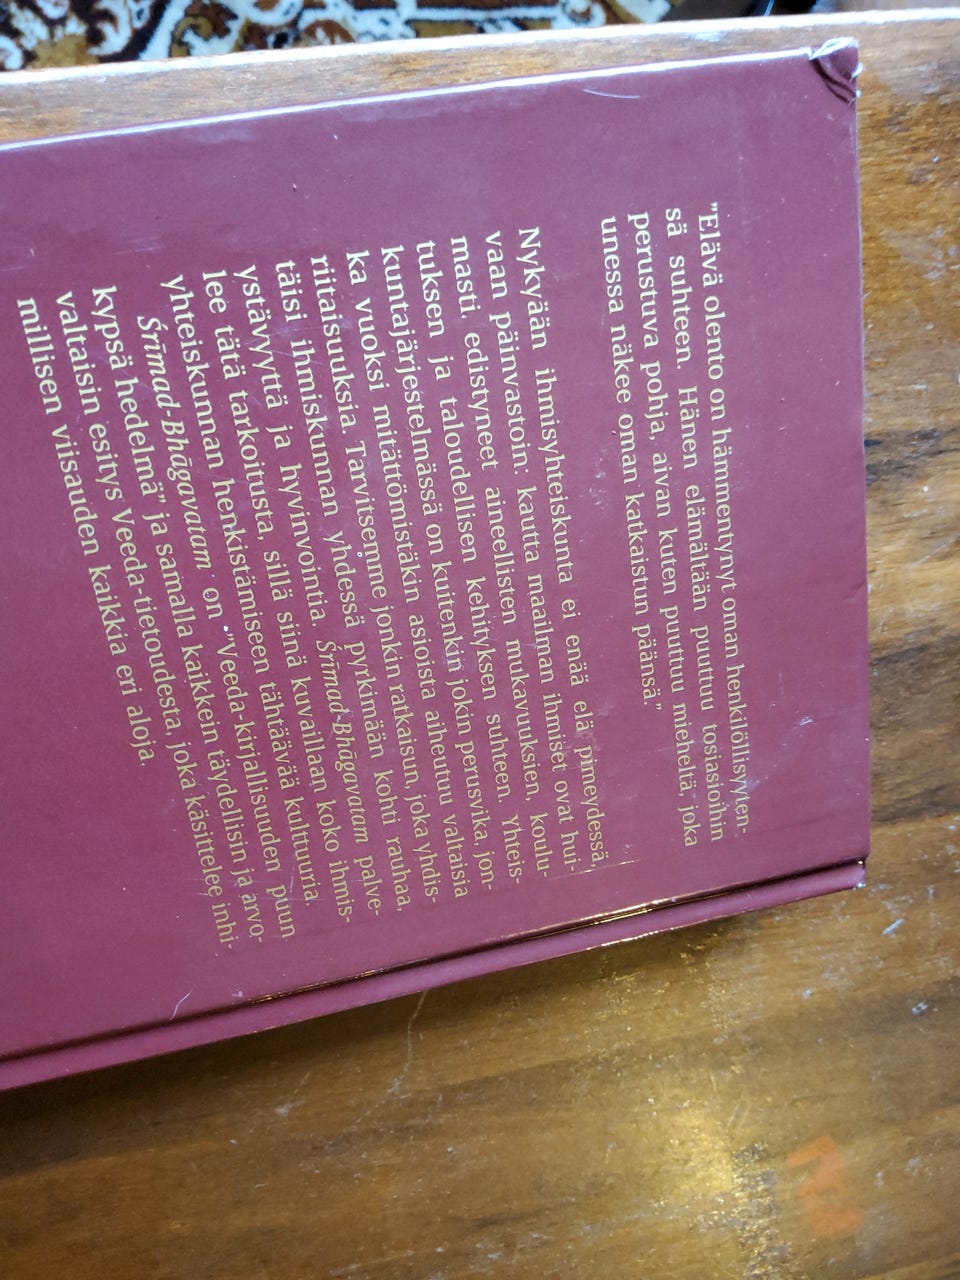 ”Elävä olento on hämmentynyt oman henkilöllisyyten-
sä suhteen. Hänen elämältään puuttuu tosiasioihin
perustuva pohja, aivan kuten puuttuu mieheltä, joka
unessa näkee oman katkaistun päänsä.”
Nykyään ihmisyhteiskunta ei enää elä pimeydessä,
vaan päinvastoin: kautta maailman ihmiset ovat hui-
masti edistyneet aineellisten mukavuuksien, koulu-
tuksen ja taloudellisen kehityksen suhteen. Yhteis-
kuntajärjestelmässä on kuitenkin jokin perusvika, jon-
ka vuoksi mitättömistäkin asioista aiheutuu valtaisia
riitaisuuksia. Tarvitsemme jonkin ratkaisun, joka yhdis-
täisi ihmiskunnan yhdessä pyrkimään kohti rauhaa,
ystävyyttä ja hyvinvointia. Śrīmad-Bhāgavatam palve-
lee tätä tarkoitusta, sillä siinä kuvaillaan koko ihmis-
yhteiskunnan henkistämiseen tähtäävää kulttuuria.
Śrīmad-Bhāgavatam on ”Veeda-kirjallisuuden puun
kypsä hedelmä” ja samalla kaikkein täydellisin ja arvo-
valtaisin esitys Veeda-tietoudesta, joka käsittelee inhi-
millisen viisauden kaikkia eri aloja.